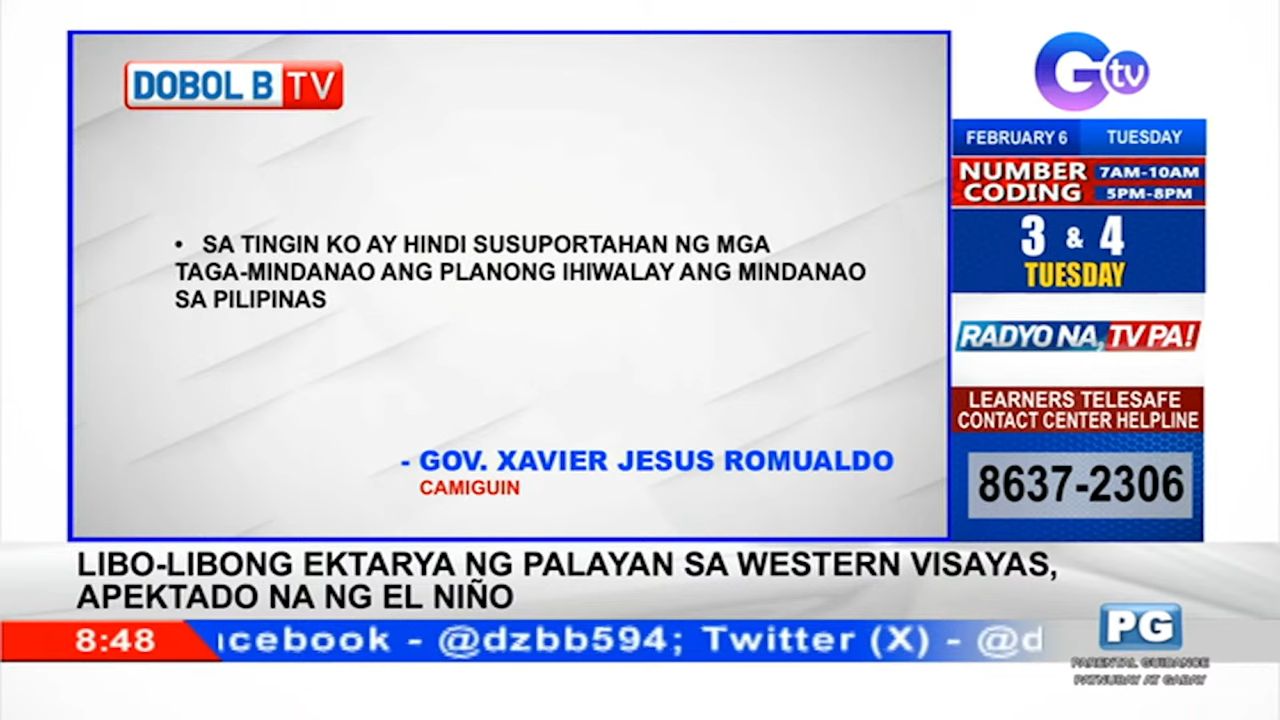 DOBOL B TV
• SA TINGIN KO AY HINDI SUSUPORTAHAN NG MGA
TAGA-MINDANAO ANG PLANONG IHIWALAY ANG MINDANAO
SA PILIPINAS
- GOV. XAVIER JESUS ROMUALDO
CAMIGUIN
Gtv
FEBRUARY 6 TUESDAY
NUMBER CODING
7AM-10AM
5PM-8PM
3 & 4
TUESDAY
RADYO NA, TV PA!
LEARNERS TELESAFE
CONTACT CENTER HELPLINE
8637-2306
LIBO-LIBONG EKTARYA NG PALAYAN SA WESTERN VISAYAS,
APEKTADO NA NG EL NIÑO
8:48 acebook - @dzbb594; Twitter (X) - @d
PG
PARENTAL GUIDANCE
PATNUBAY AT GABAY